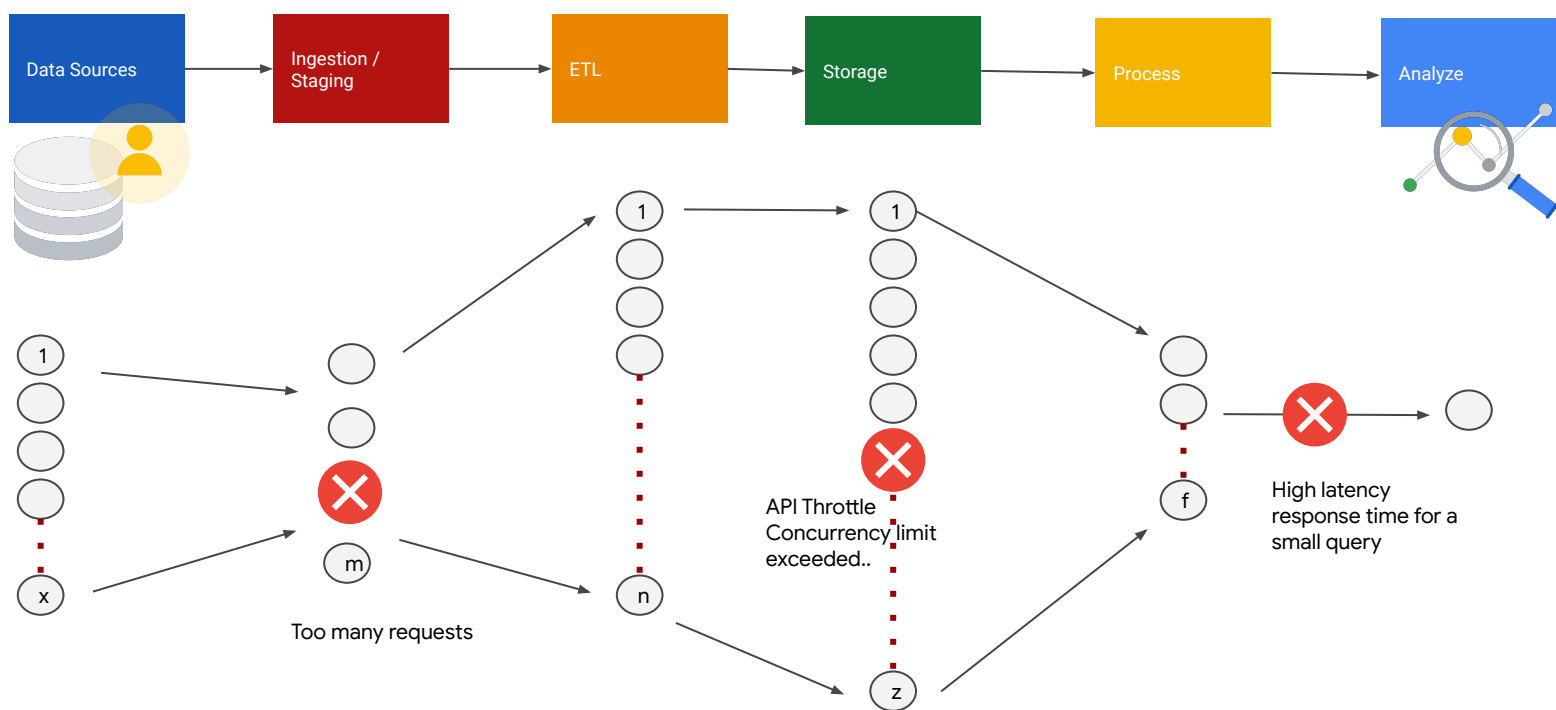 Data Sources
Ingestion /
Staging
ETL
Storage
Process
Analyze
1
x
m
Too many requests
1
n
1
API Throttle
Concurrency limit
exceeded..
z
f
High latency
response time for a
small query